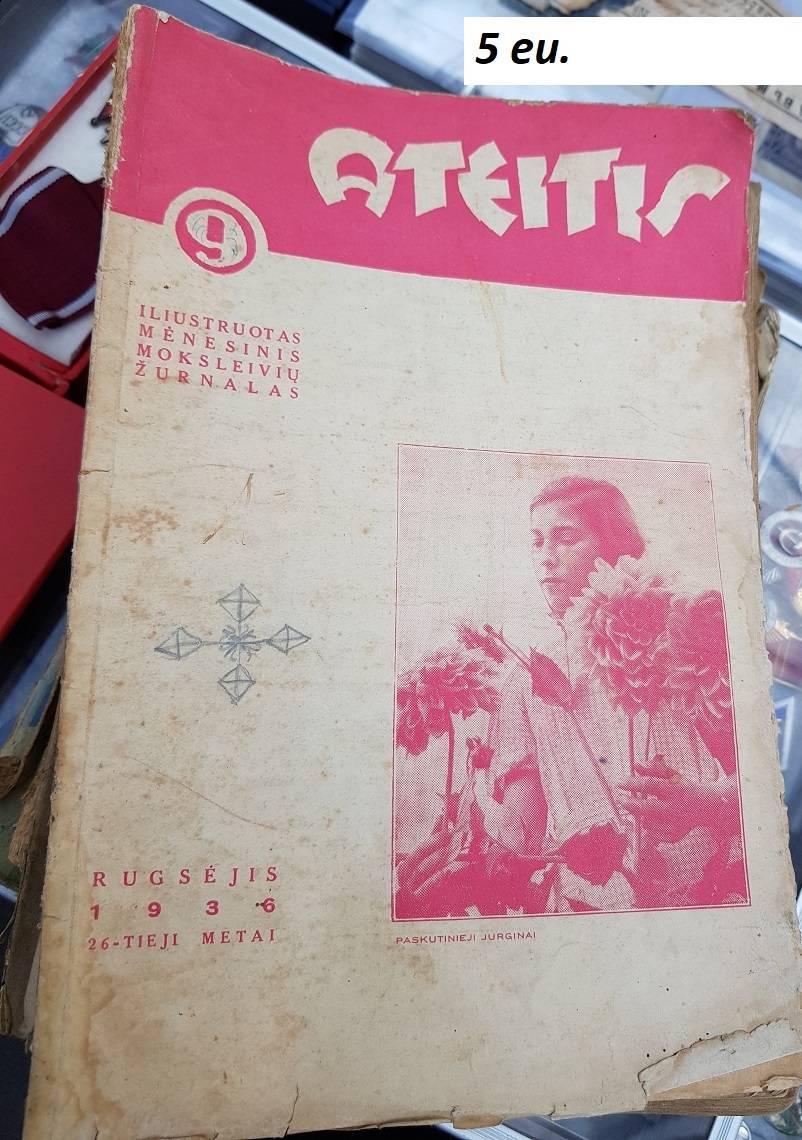 5 eu.
ATEITIS
9
ILIUSTRUOTAS
MĖNESINIS
MOKSLEIVIŲ
ŽURNALAS
RUGSĖJIS
1936
26-TIEJI METAI
PASKUTINIEJI JURGINAI